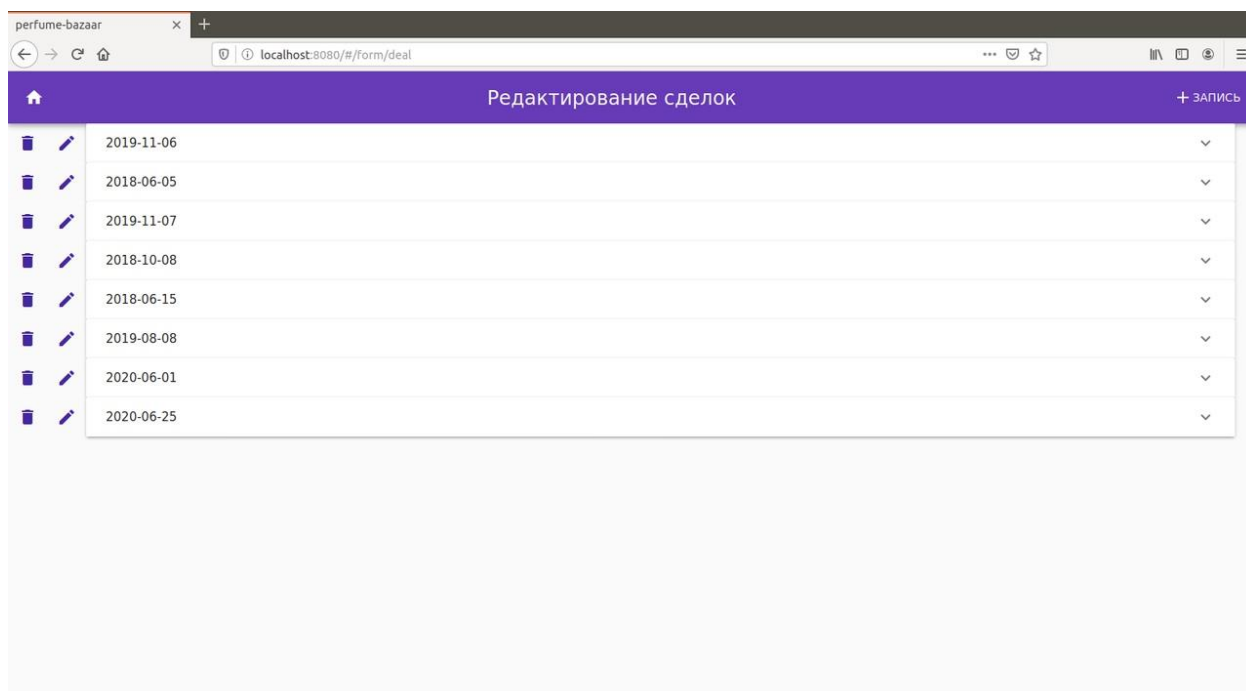 perfume-bazaar
localhost:8080/#/form/deal
Редактирование сделок
+ ЗАПИСЬ
2019-11-06
2018-06-05
2019-11-07
2018-10-08
2018-06-15
2019-08-08
2020-06-01
2020-06-25